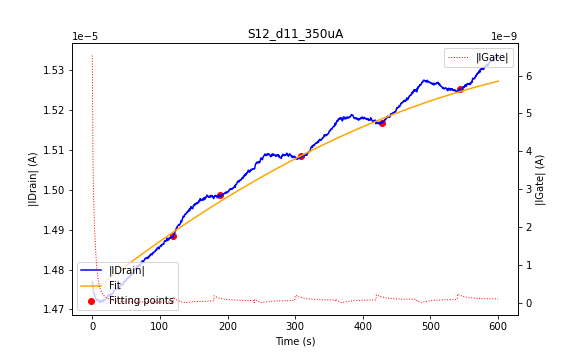 S12_d11_350uA
1e−5
1e−9
|IDrain| (A)
1.53
1.52
1.51
1.50
1.49
1.48
1.47
|IGate|
6
5
4
3
2
1
0
|IGate| (A)
|IDrain|
Fit
Fitting points
0 100 200 300 400 500 600
Time (s)